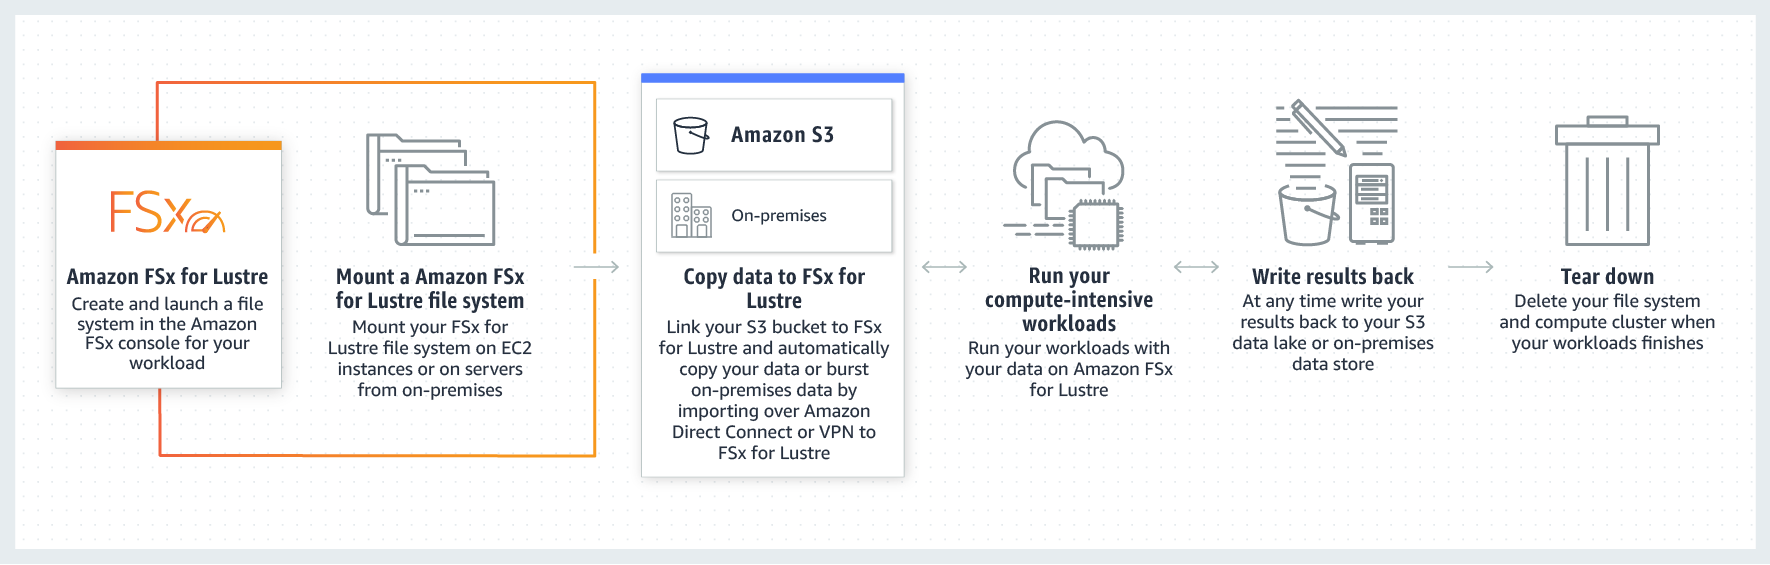 FSx
Amazon FSx for Lustre
Create and launch a file
system in the Amazon
FSx console for your
workload
Mount a Amazon FSx
for Lustre file system
Mount your FSx for
Lustre file system on EC2
instances or on servers
from on-premises
Amazon S3
On-premises
Copy data to FSx for
Lustre
Link your S3 bucket to FSx
for Lustre and automatically
copy your data or burst
on-premises data by
importing over Amazon
Direct Connect or VPN to
FSx for Lustre
Run your
compute-intensive
workloads
Run your workloads with
your data on Amazon FSx
for Lustre
Write results back
At any time write your
results back to your S3
data lake or on-premises
data store
Tear down
Delete your file system
and compute cluster when
your workloads finishes